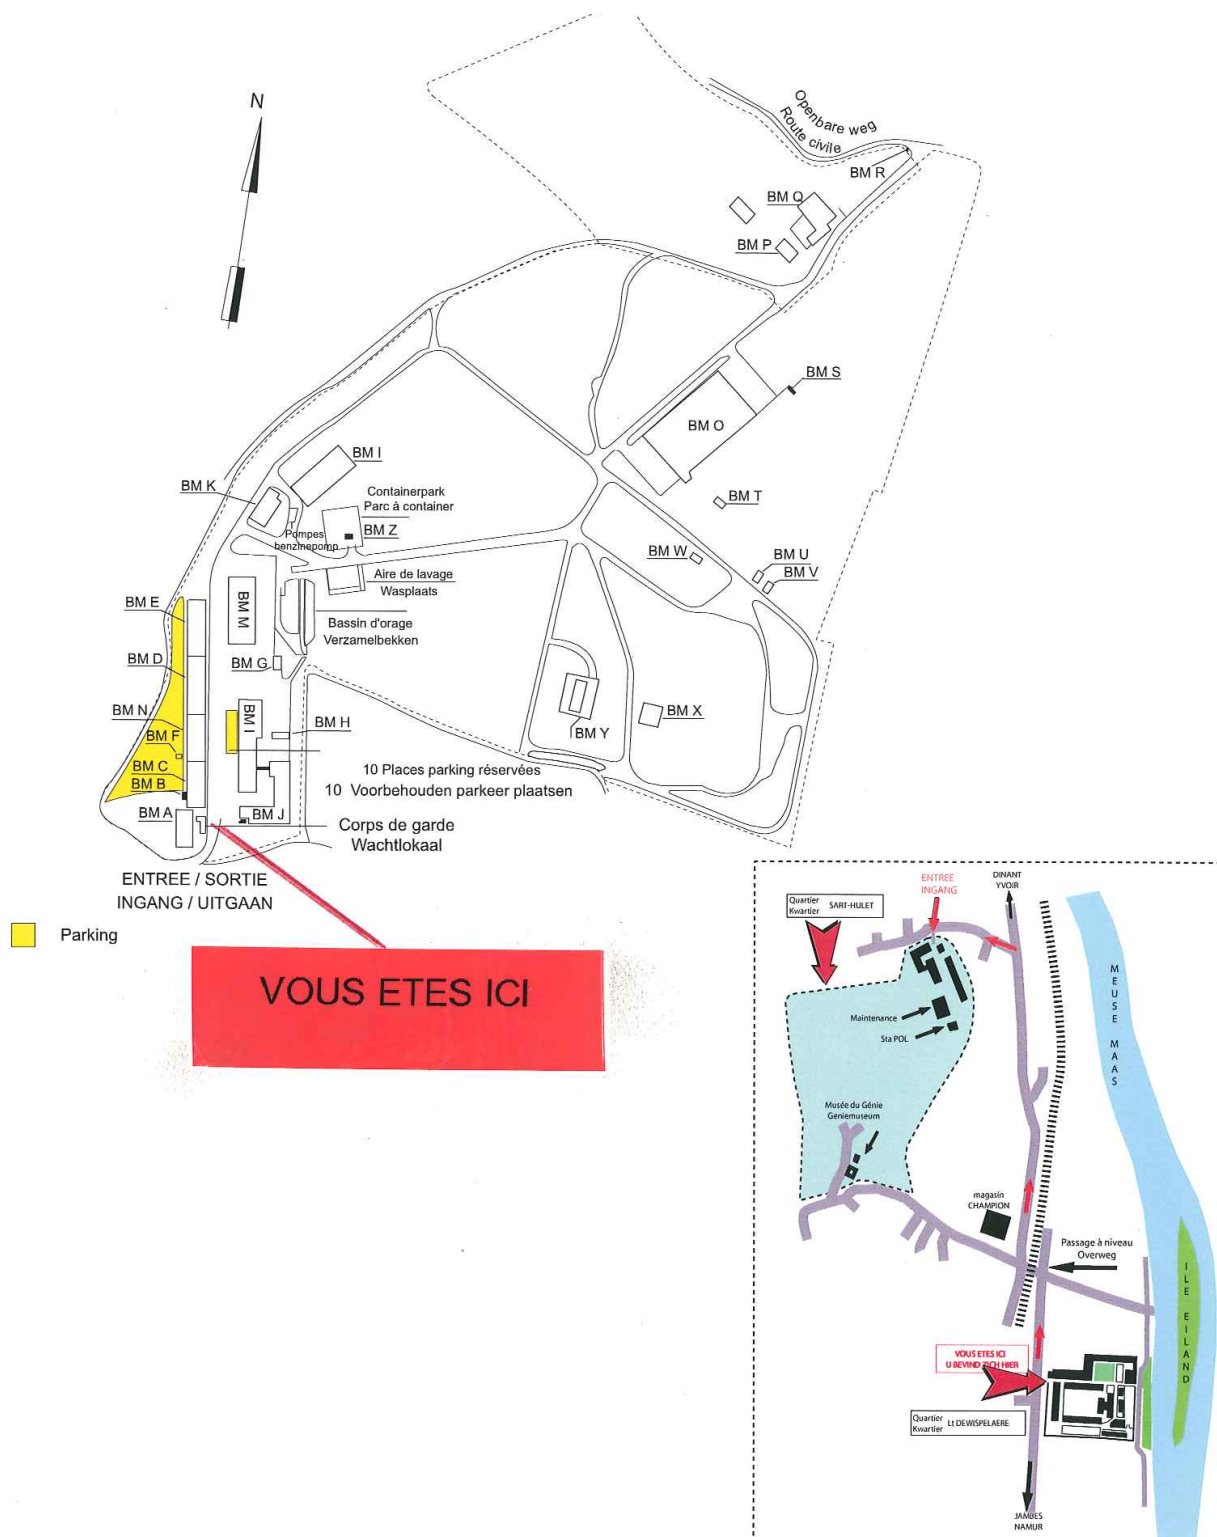 N
Openbare weg
Route civile
BM R
BM Q
BM P
BM S
BM O
BM I
BM K
Containerpark
Parc à container
BM Z
Pompes
benzinepomp
BM T
BM W
BM U
BM V
Aire de lavage
Wasplaats
BM E
BM M
Bassin d'orage
Verzamelbekken
BM D
BM G
BM N
BM I
BM H
BM X
BM Y
BM F
BM C
BM B
10 Places parking réservées
10 Voorbehouden parkeer plaatsen
BM A
BM J
Corps de garde
Wachtlokaal
ENTREE / SORTIE
INGANG / UITGAAN
Parking
VOUS ETES ICI
ENTREE
INGANG
DINANT
YVOIR
Quartier
Kwartier
SART-HULET
MEUSE MAAS
Maintenance
Sta POL
Musée du Génie
Geniemuseum
magasin
CHAMPION
Passage à niveau
Overweg
ILE EILAND
VOUS ETES ICI
U BEVIND ZICH HIER
Quartier
Kwartier
Lt DEWISPELAERE
JAMBES
NAMUR